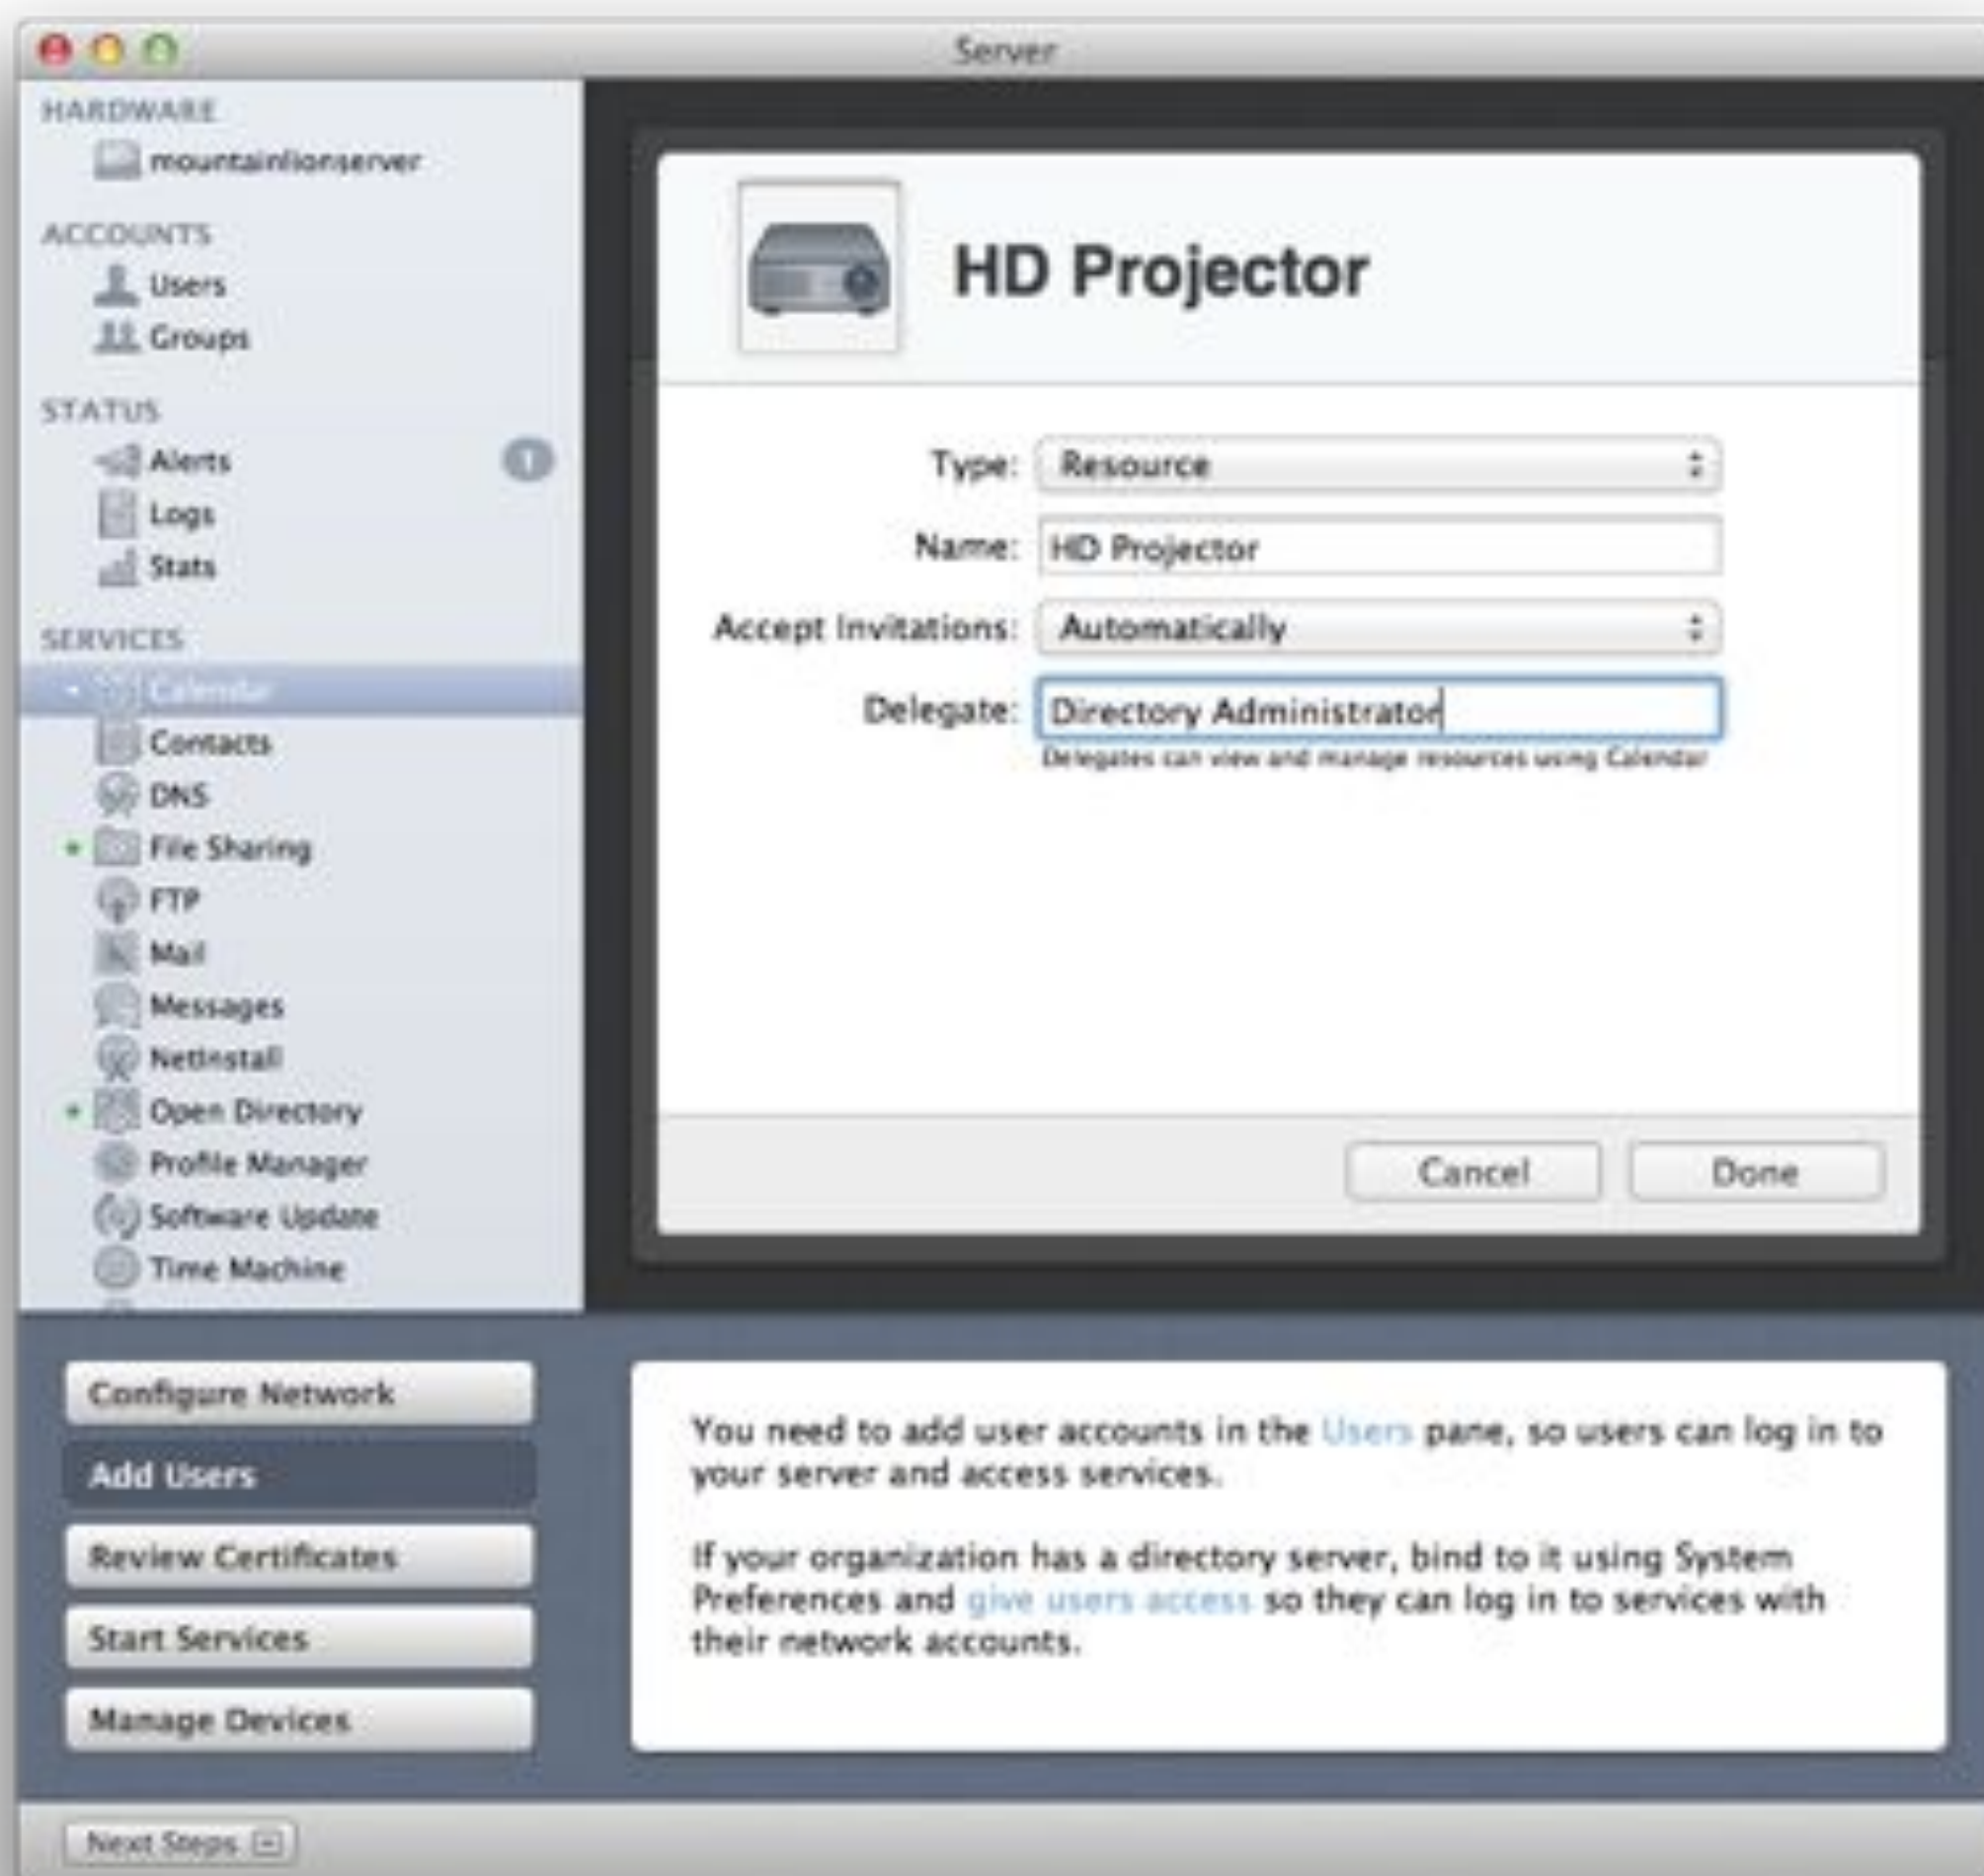 Server
HARDWARE
mountainlionserver
ACCOUNTS
Users
Groups
STATUS
Alerts 1
Logs
Stats
SERVICES
Calendar
Contacts
DNS
File Sharing
FTP
Mail
Messages
NetInstall
Open Directory
Profile Manager
Software Update
Time Machine
HD Projector
Type: Resource
Name: HD Projector
Accept Invitations: Automatically
Delegate: Directory Administrator
Delegates can view and manage resources using Calendar
Cancel Done
Configure Network
Add Users
Review Certificates
Start Services
Manage Devices
You need to add user accounts in the Users pane, so users can log in to
your server and access services.
If your organization has a directory server, bind to it using System
Preferences and give users access so they can log in to services with
their network accounts.
Next Steps